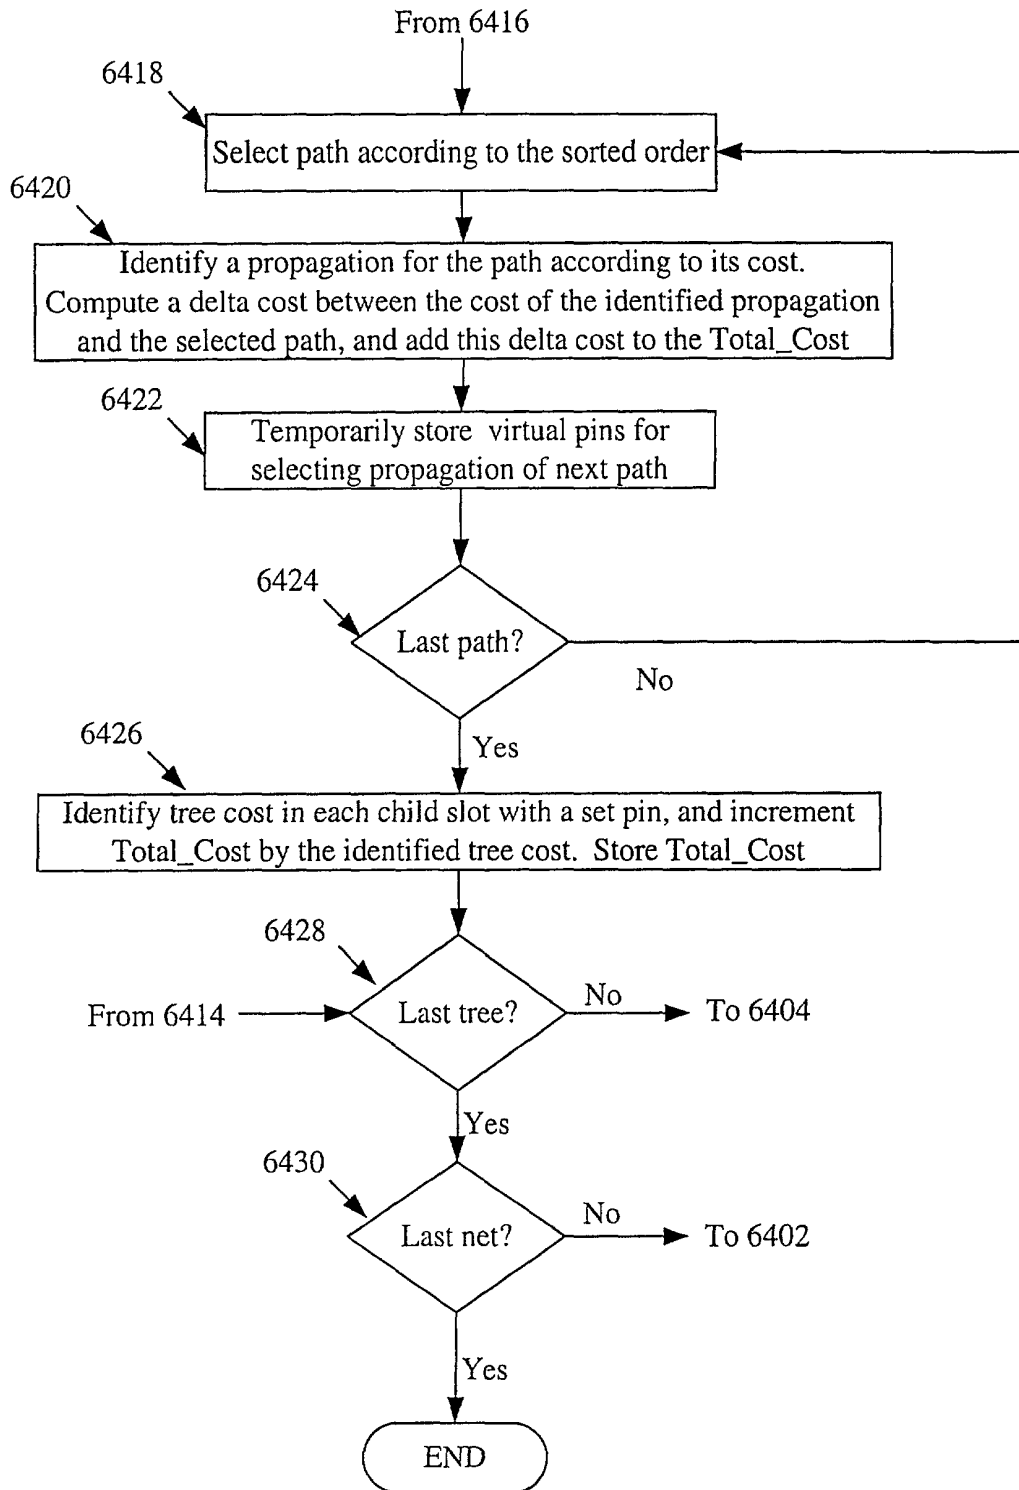 From 6416
6418
Select path according to the sorted order
6420
Identify a propagation for the path according to its cost.
Compute a delta cost between the cost of the identified propagation
and the selected path, and add this delta cost to the Total_Cost
6422
Temporarily store virtual pins for
selecting propagation of next path
6424
Last path?
No
Yes
6426
Identify tree cost in each child slot with a set pin, and increment
Total_Cost by the identified tree cost. Store Total_Cost
6428
From 6414
Last tree?
No
To 6404
Yes
6430
Last net?
No
To 6402
Yes
END